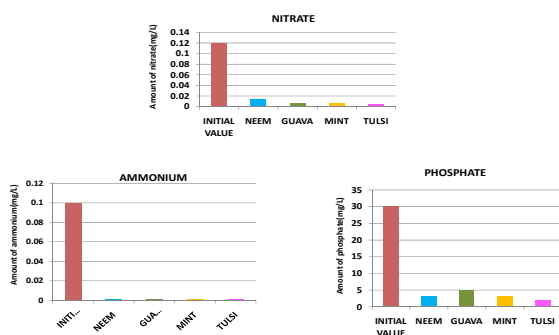 NITRATE
Amount of nitrate(mg/L)
0.14
0.12
0.1
0.08
0.06
0.04
0.02
0
INITIAL
VALUE
NEEM
GUAVA
MINT
TULSI
AMMONIUM
Amount of ammonium(mg/L)
0.12
0.1
0.08
0.06
0.04
0.02
0
INITI...
NEEM
GUA...
MINT
TULSI
PHOSPHATE
Amount of phosphate(mg/L)
35
30
25
20
15
10
5
0
INITIAL
VALUE
NEEM
GUAVA
MINT
TULSI